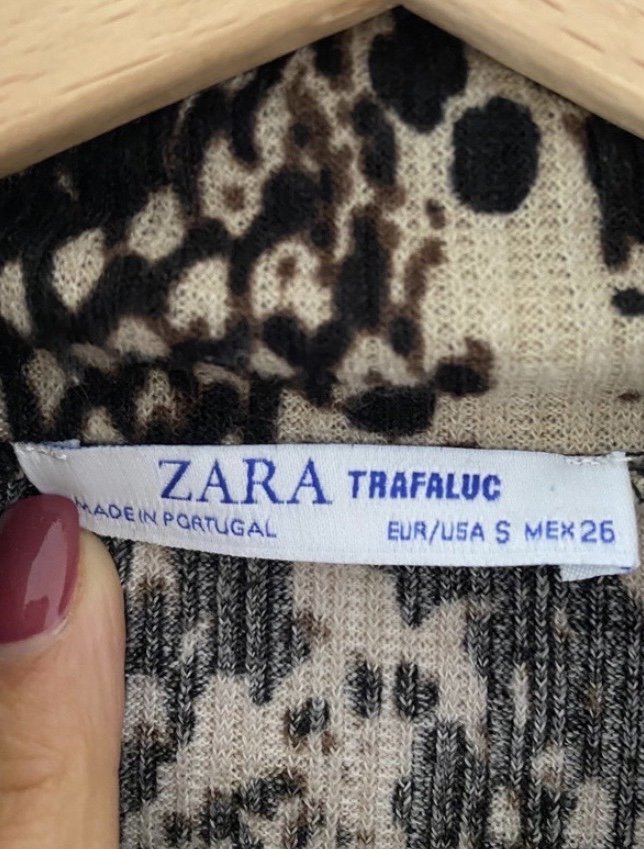 ZARA TRAFALUC
MADE IN PORTUGAL EUR/USA S MEX 26